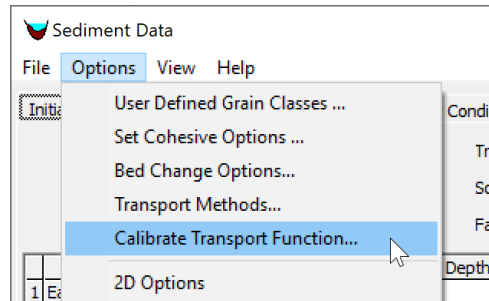 Sediment Data
File Options View Help
User Defined Grain Classes ...
Set Cohesive Options ...
Bed Change Options...
Transport Methods...
Calibrate Transport Function...
2D Options
Depth
1